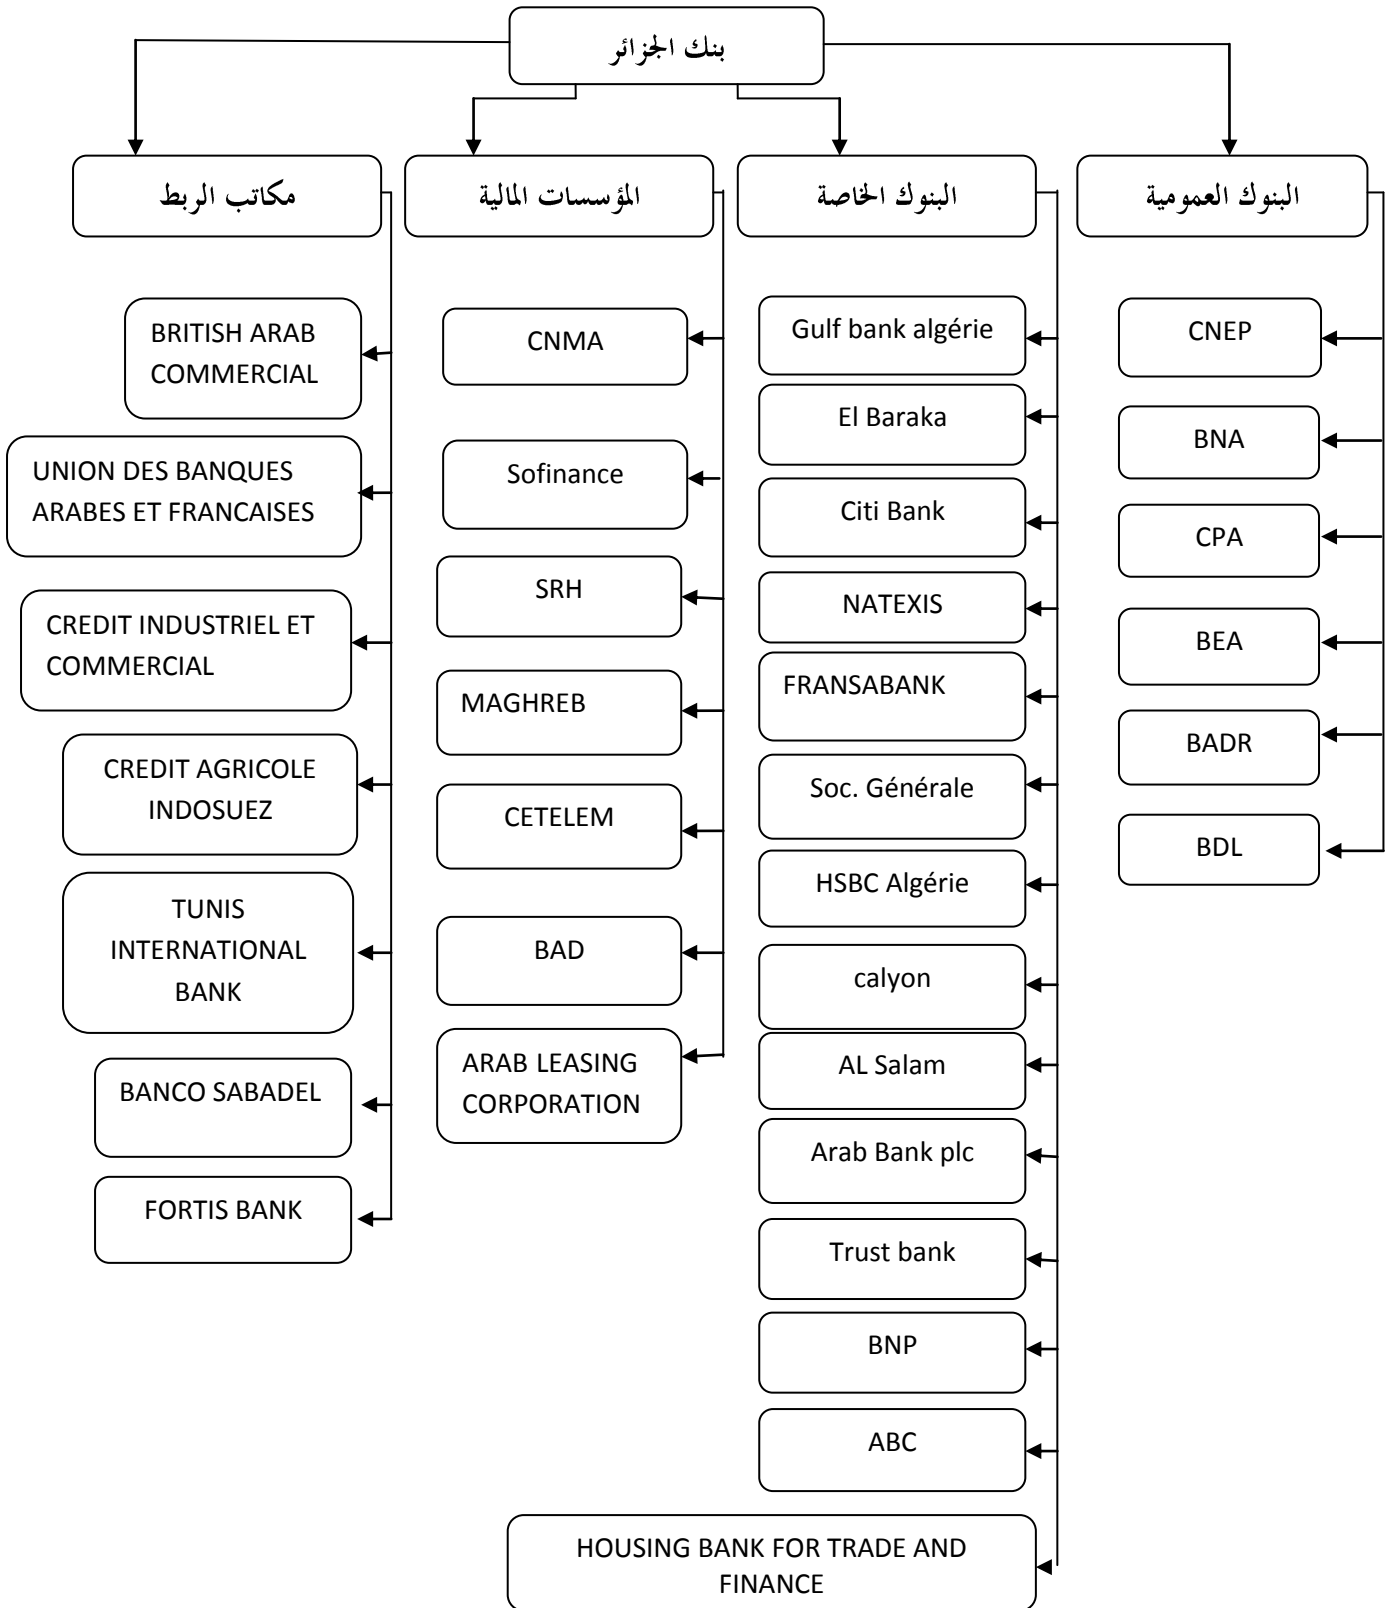 بنك الجزائر
البنوك العمومية
البنوك الخاصة
المؤسسات المالية
مكاتب الربط
CNEP
BNA
CPA
BEA
BADR
BDL
Gulf bank algérie
El Baraka
Citi Bank
NATEXIS
FRANSABANK
Soc. Générale
HSBC Algérie
calyon
AL Salam
Arab Bank plc
Trust bank
BNP
ABC
HOUSING BANK FOR TRADE AND
FINANCE
CNMA
Sofinance
SRH
MAGHREB
CETELEM
BAD
ARAB LEASING
CORPORATION
BRITISH ARAB
COMMERCIAL
UNION DES BANQUES
ARABES ET FRANCAISES
CREDIT INDUSTRIEL ET
COMMERCIAL
CREDIT AGRICOLE
INDOSUEZ
TUNIS
INTERNATIONAL
BANK
BANCO SABADEL
FORTIS BANK